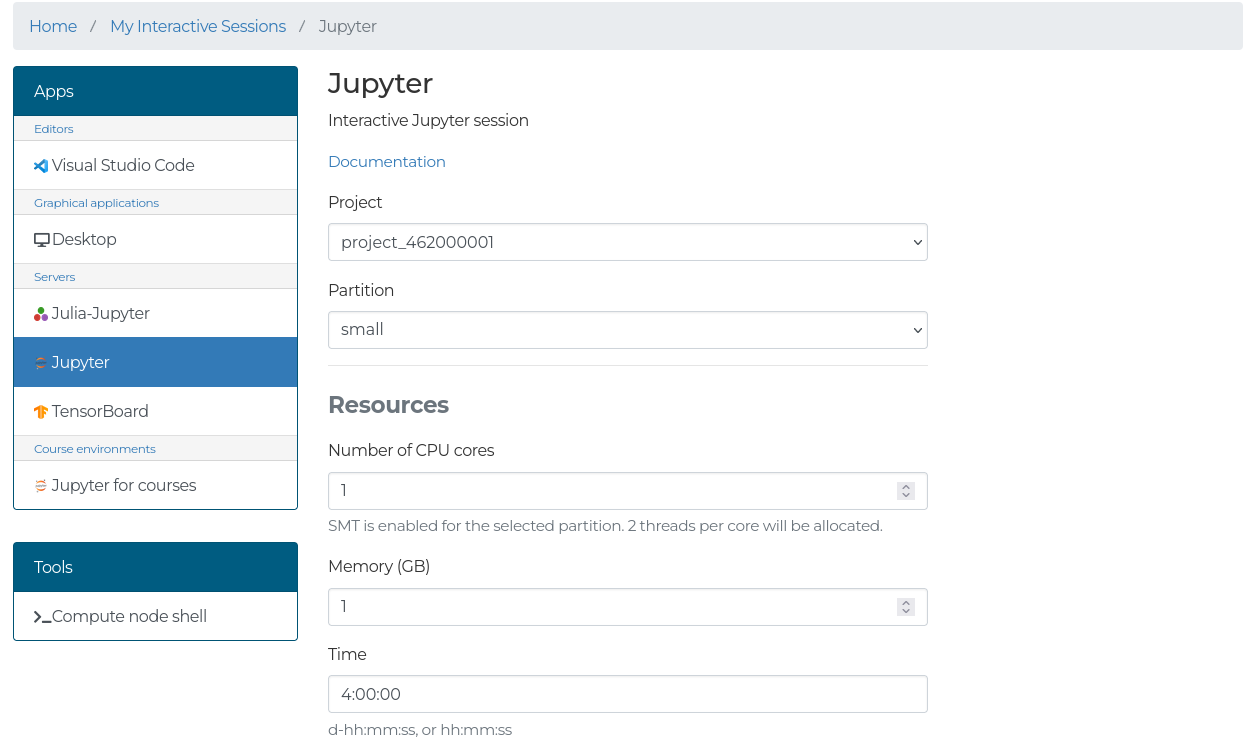 Home / My Interactive Sessions / Jupyter
Apps
Editors
Visual Studio Code
Graphical applications
Desktop
Servers
Julia-Jupyter
Jupyter
TensorBoard
Course environments
Jupyter for courses
Tools
Compute node shell
Jupyter
Interactive Jupyter session
Documentation
Project
project_462000001
Partition
small
Resources
Number of CPU cores
1
SMT is enabled for the selected partition. 2 threads per core will be allocated.
Memory (GB)
1
Time
4:00:00
d-hh:mm:ss, or hh:mm:ss